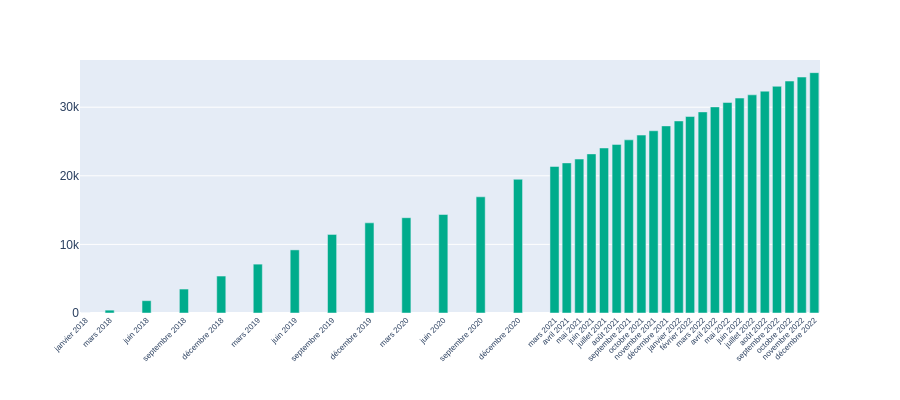 30k
20k
10k
0
janvier 2018
mars 2018
juin 2018
septembre 2018
décembre 2018
mars 2019
juin 2019
septembre 2019
décembre 2019
mars 2020
juin 2020
septembre 2020
décembre 2020
mars 2021
avril 2021
mai 2021
juin 2021
juillet 2021
août 2021
septembre 2021
octobre 2021
novembre 2021
décembre 2021
janvier 2022
février 2022
mars 2022
avril 2022
mai 2022
juin 2022
juillet 2022
août 2022
septembre 2022
octobre 2022
novembre 2022
décembre 2022